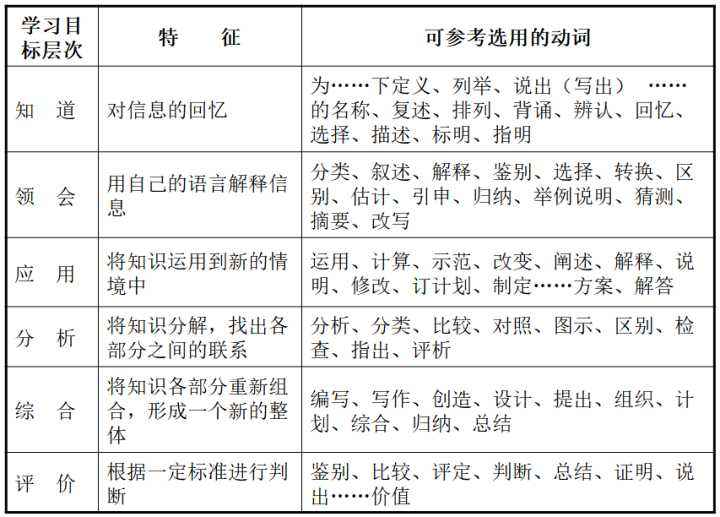 学习目
标层次
特 征
可参考选用的动词
知 道
对信息的回忆
为……下定义、列举、说出（写出） ……
的名称、复述、排列、背诵、辨认、回忆、
选择、描述、标明、指明
领 会
用自己的语言解释信
息
分类、叙述、解释、鉴别、选择、转换、区
别、估计、引申、归纳、举例说明、猜测、
摘要、改写
应 用
将知识运用到新的情
境中
运用、计算、示范、改变、阐述、解释、说
明、修改、订计划、制定……方案、解答
分 析
将知识分解，找出各
部分之间的联系
分析、分类、比较、对照、图示、区别、检
查、指出、评析
综 合
将知识各部分重新组
合，形成一个新的整
体
编写、写作、创造、设计、提出、组织、计
划、综合、归纳、总结
评 价
根据一定标准进行判
断
鉴别、比较、评定、判断、总结、证明、说
出……价值